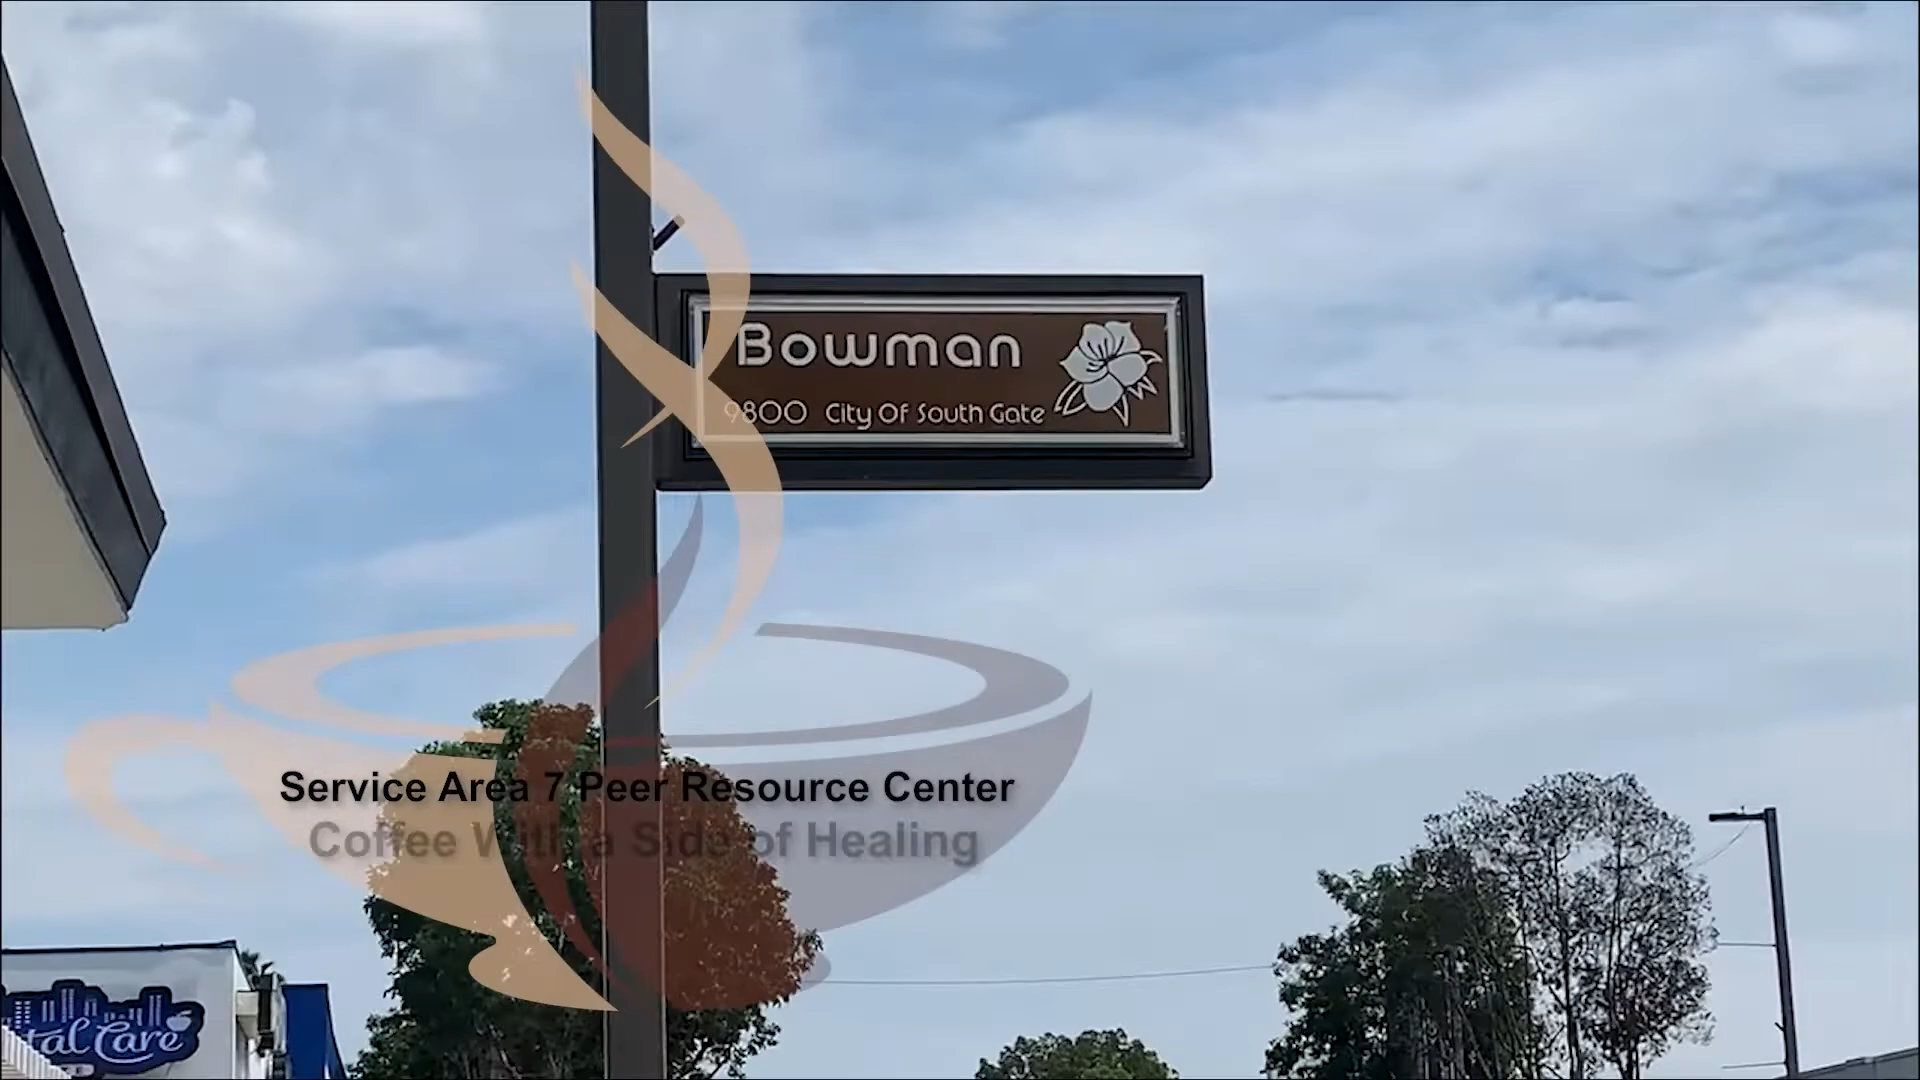 Bowman
9800 City Of South Gate
Service Area 7 Peer Resource Center
Coffee With a Side of Healing
tal Care